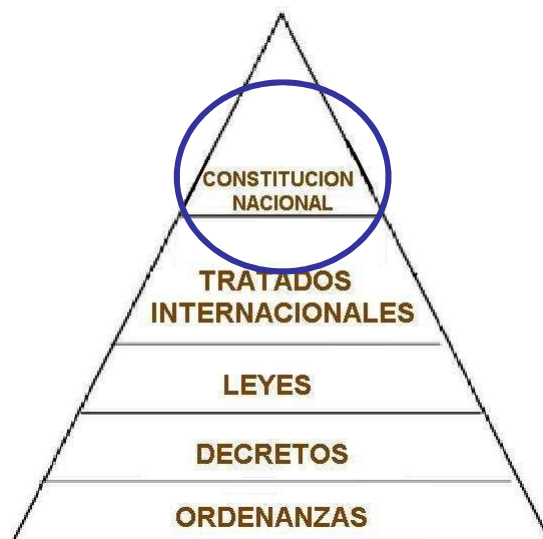 CONSTITUCION
NACIONAL
TRATADOS
INTERNACIONALES
LEYES
DECRETOS
ORDENANZAS